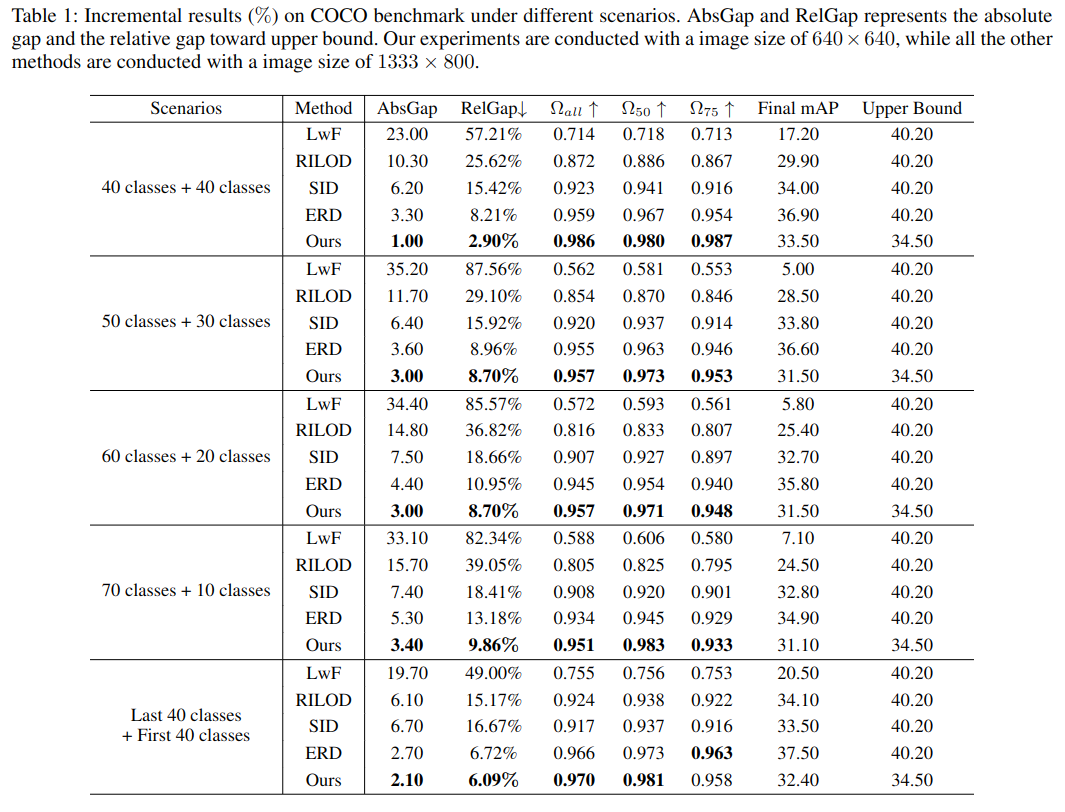 Table 1: Incremental results (%) on COCO benchmark under different scenarios. AbsGap and RelGap represents the absolute
gap and the relative gap toward upper bound. Our experiments are conducted with a image size of 640 × 640, while all the other
methods are conducted with a image size of 1333 × 800.
Scenarios Method AbsGap RelGap↓ Ω_all ↑ Ω_50 ↑ Ω_75 ↑ Final mAP Upper Bound
40 classes + 40 classes
LwF 23.00 57.21% 0.714 0.718 0.713 17.20 40.20
RILOD 10.30 25.62% 0.872 0.886 0.867 29.90 40.20
SID 6.20 15.42% 0.923 0.941 0.916 34.00 40.20
ERD 3.30 8.21% 0.959 0.967 0.954 36.90 40.20
Ours 1.00 2.90% 0.986 0.980 0.987 33.50 34.50
50 classes + 30 classes
LwF 35.20 87.56% 0.562 0.581 0.553 5.00 40.20
RILOD 11.70 29.10% 0.854 0.870 0.846 28.50 40.20
SID 6.40 15.92% 0.920 0.937 0.914 33.80 40.20
ERD 3.60 8.96% 0.955 0.963 0.946 36.60 40.20
Ours 3.00 8.70% 0.957 0.973 0.953 31.50 34.50
60 classes + 20 classes
LwF 34.40 85.57% 0.572 0.593 0.561 5.80 40.20
RILOD 14.80 36.82% 0.816 0.833 0.807 25.40 40.20
SID 7.50 18.66% 0.907 0.927 0.897 32.70 40.20
ERD 4.40 10.95% 0.945 0.954 0.940 35.80 40.20
Ours 3.00 8.70% 0.957 0.971 0.948 31.50 34.50
70 classes + 10 classes
LwF 33.10 82.34% 0.588 0.606 0.580 7.10 40.20
RILOD 15.70 39.05% 0.805 0.825 0.795 24.50 40.20
SID 7.40 18.41% 0.908 0.920 0.901 32.80 40.20
ERD 5.30 13.18% 0.934 0.945 0.929 34.90 40.20
Ours 3.40 9.86% 0.951 0.983 0.933 31.10 34.50
Last 40 classes
+ First 40 classes
LwF 19.70 49.00% 0.755 0.756 0.753 20.50 40.20
RILOD 6.10 15.17% 0.924 0.938 0.922 34.10 40.20
SID 6.70 16.67% 0.917 0.937 0.916 33.50 40.20
ERD 2.70 6.72% 0.966 0.973 0.963 37.50 40.20
Ours 2.10 6.09% 0.970 0.981 0.958 32.40 34.50